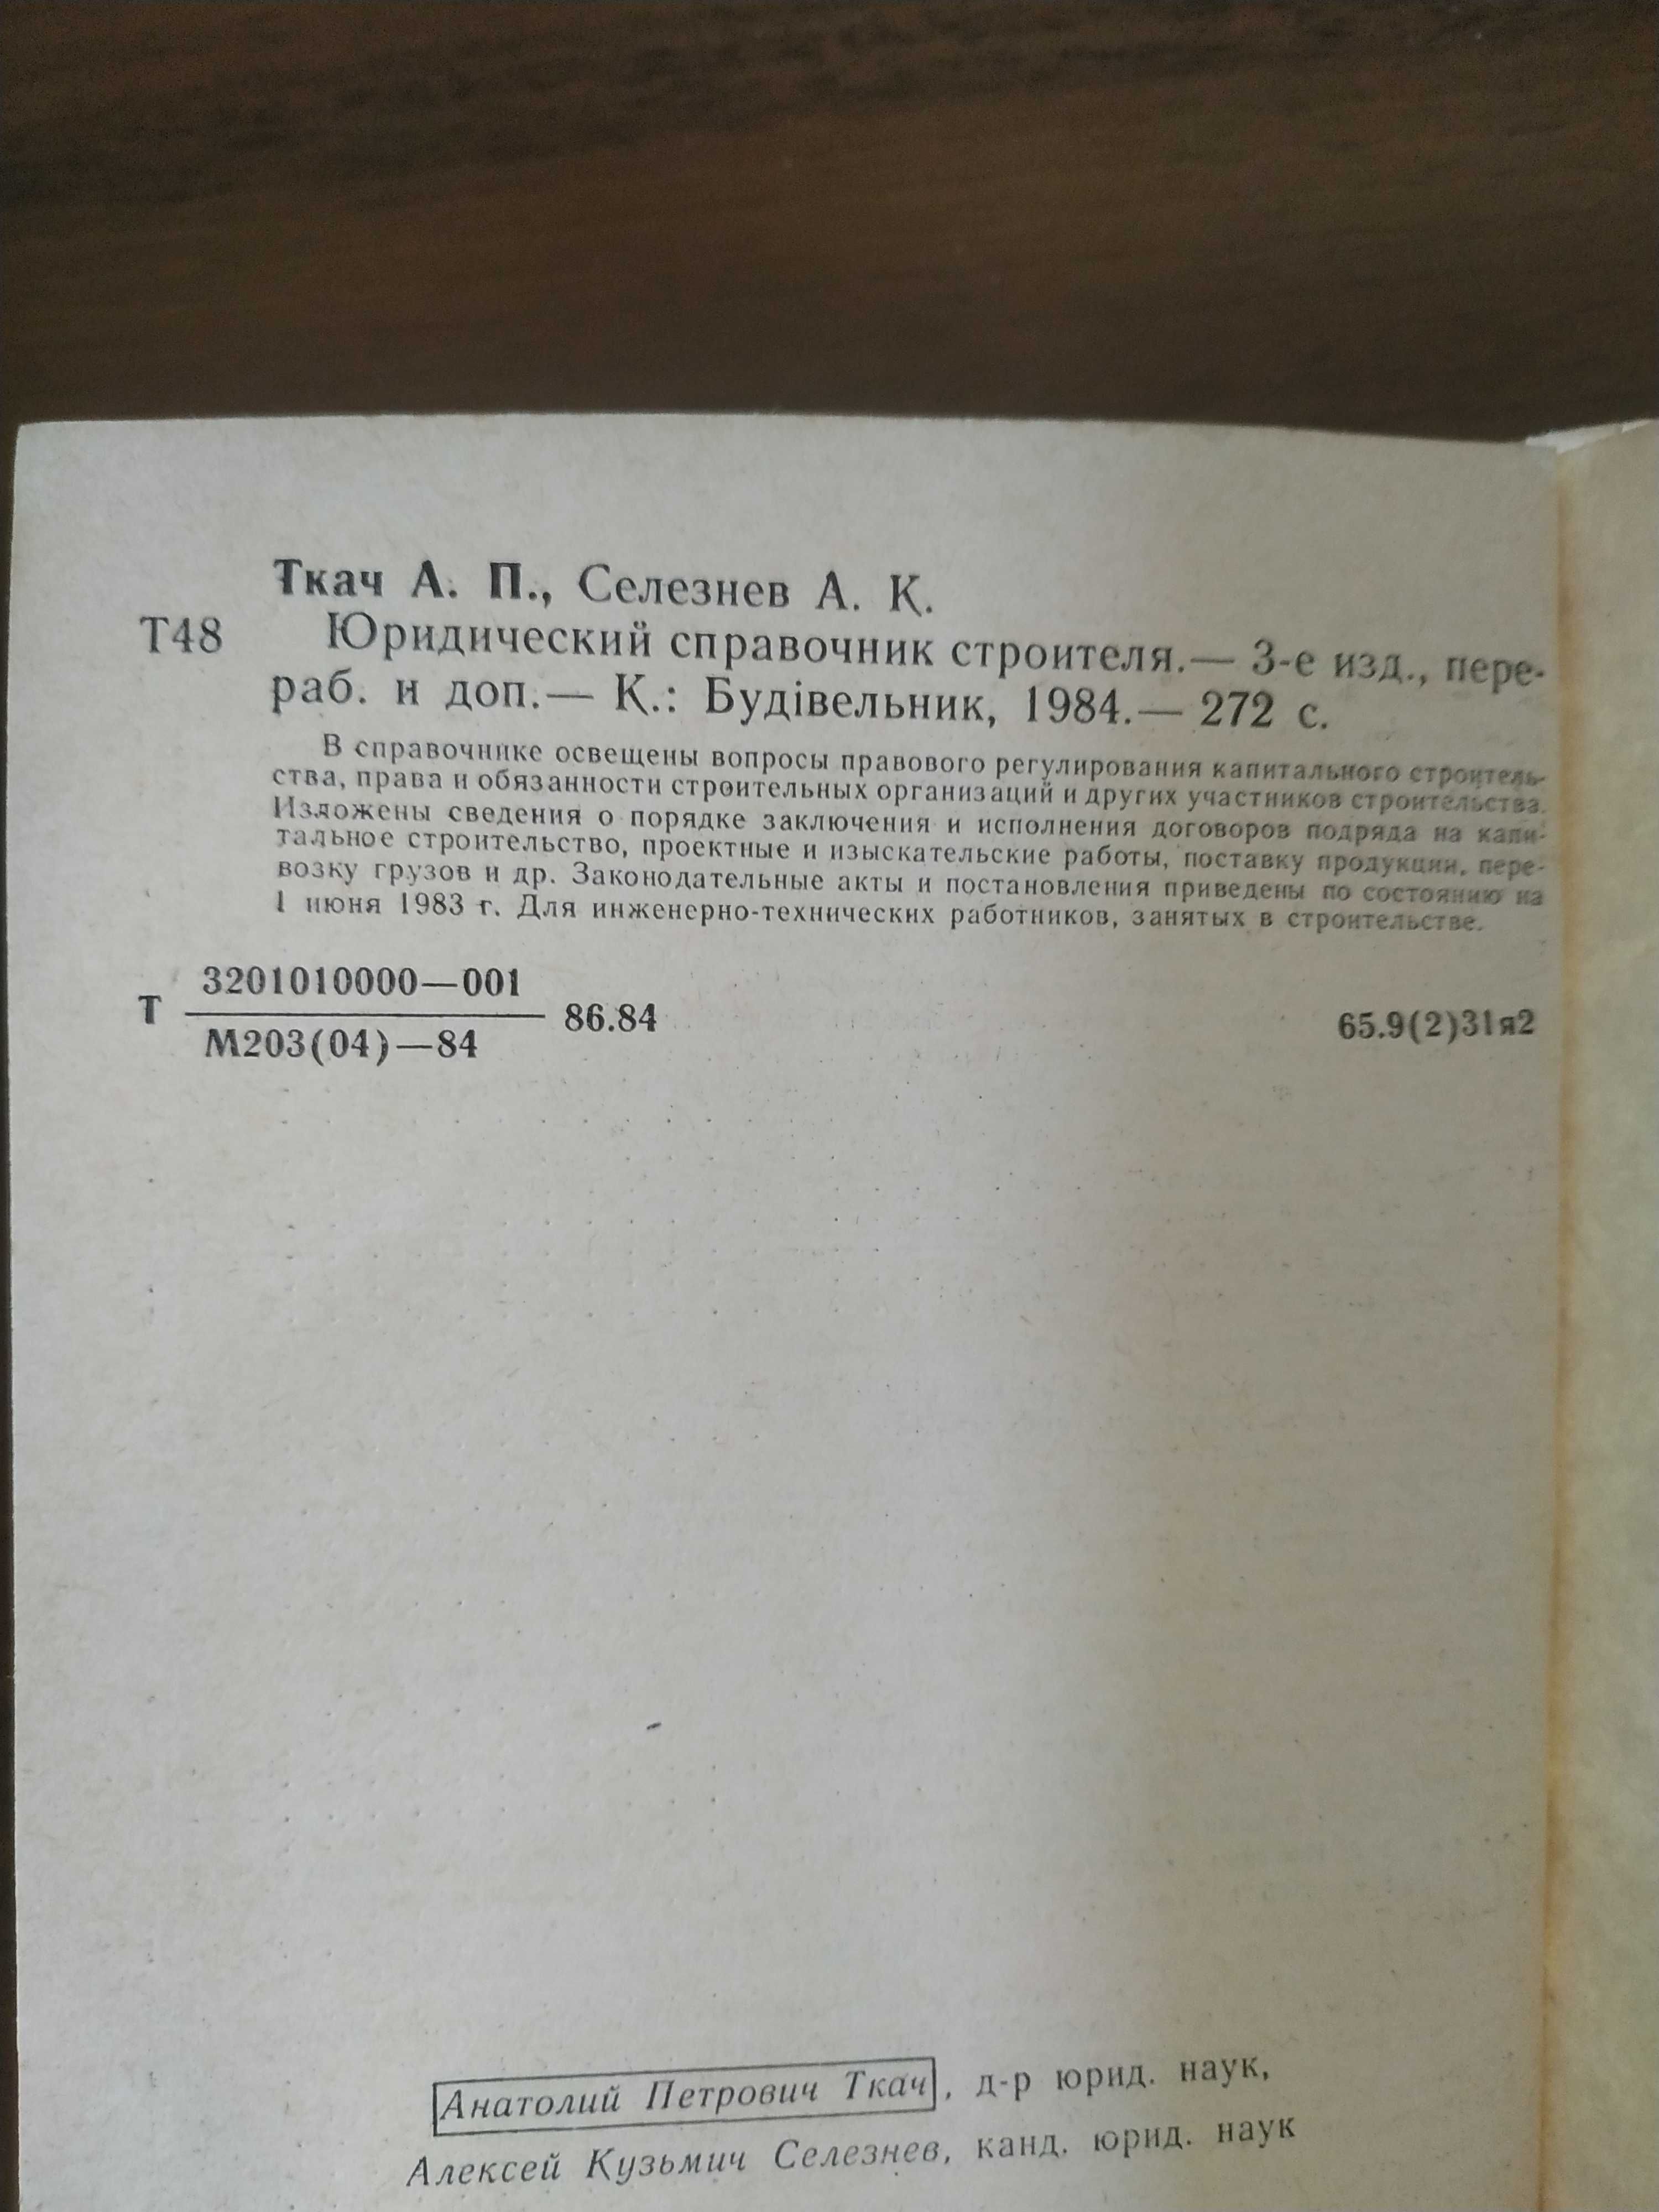 Ткач А. П., Селезнев А. К.
Т48 Юридический справочник строителя.— 3-е изд., пере-
раб. и доп.— К.: Будівельник, 1984.— 272 с.
В справочнике освещены вопросы правового регулирования капитального строитель-
ства, права и обязанности строительных организаций и других участников строительства.
Изложены сведения о порядке заключения и исполнения договоров подряда на капи-
тальное строительство, проектные и изыскательские работы, поставку продукции, пере-
возку грузов и др. Законодательные акты и постановления приведены по состоянию на
1 июня 1983 г. Для инженерно-технических работников, занятых в строительстве.
3201010000—001
Т 86.84 65.9(2)31я2
М203(04)—84
Анатолий Петрович Ткач, д-р юрид. наук,
Алексей Кузьмич Селезнев, канд. юрид. наук